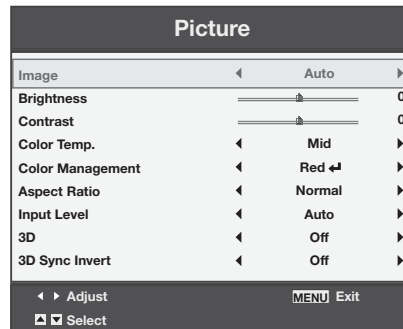 Picture
Image Auto
Brightness 0
Contrast 0
Color Temp. Mid
Color Management Red
Aspect Ratio Normal
Input Level Auto
3D Off
3D Sync Invert Off
Adjust MENU Exit
Select